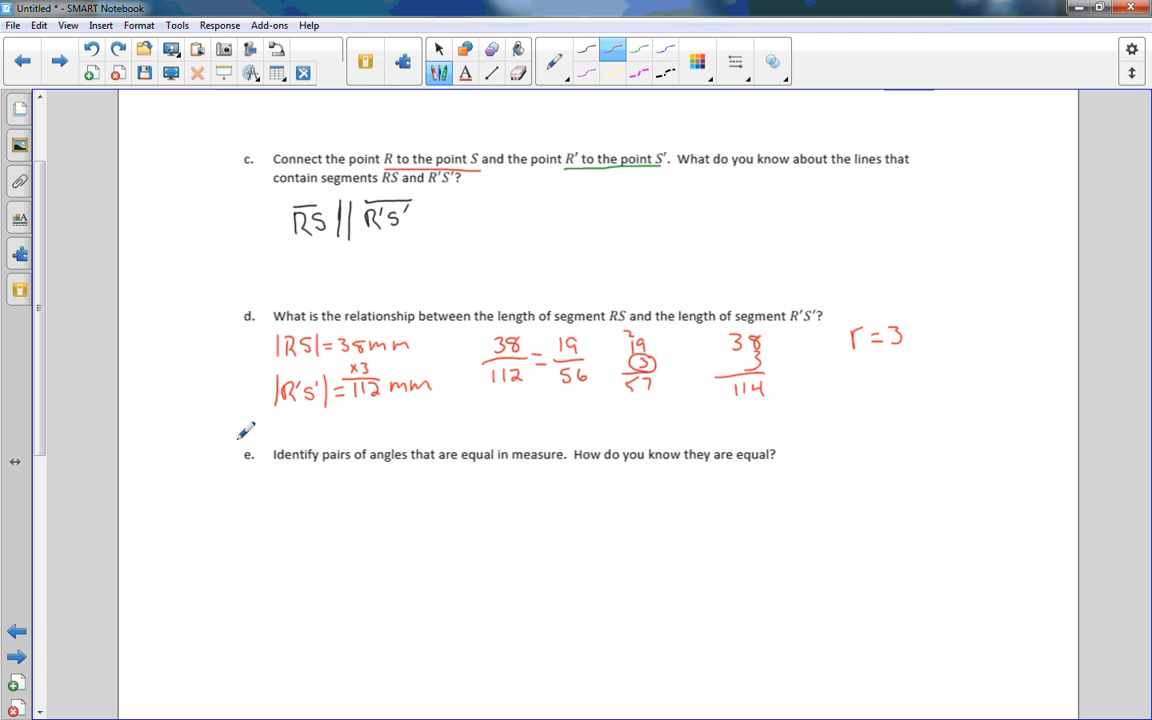 Untitled * - SMART Notebook
File Edit View Insert Format Tools Response Add-ons Help
c. Connect the point R to the point S and the point R′ to the point S′. What do you know about the lines that
contain segments RS and R′S′?
RS || R'S'
d. What is the relationship between the length of segment RS and the length of segment R′S′?
|RS| = 38mm
x3
|R'S'| = 112 mm
38/112 = 19/56
2
19
3
57
38
3
114
r = 3
e. Identify pairs of angles that are equal in measure. How do you know they are equal?